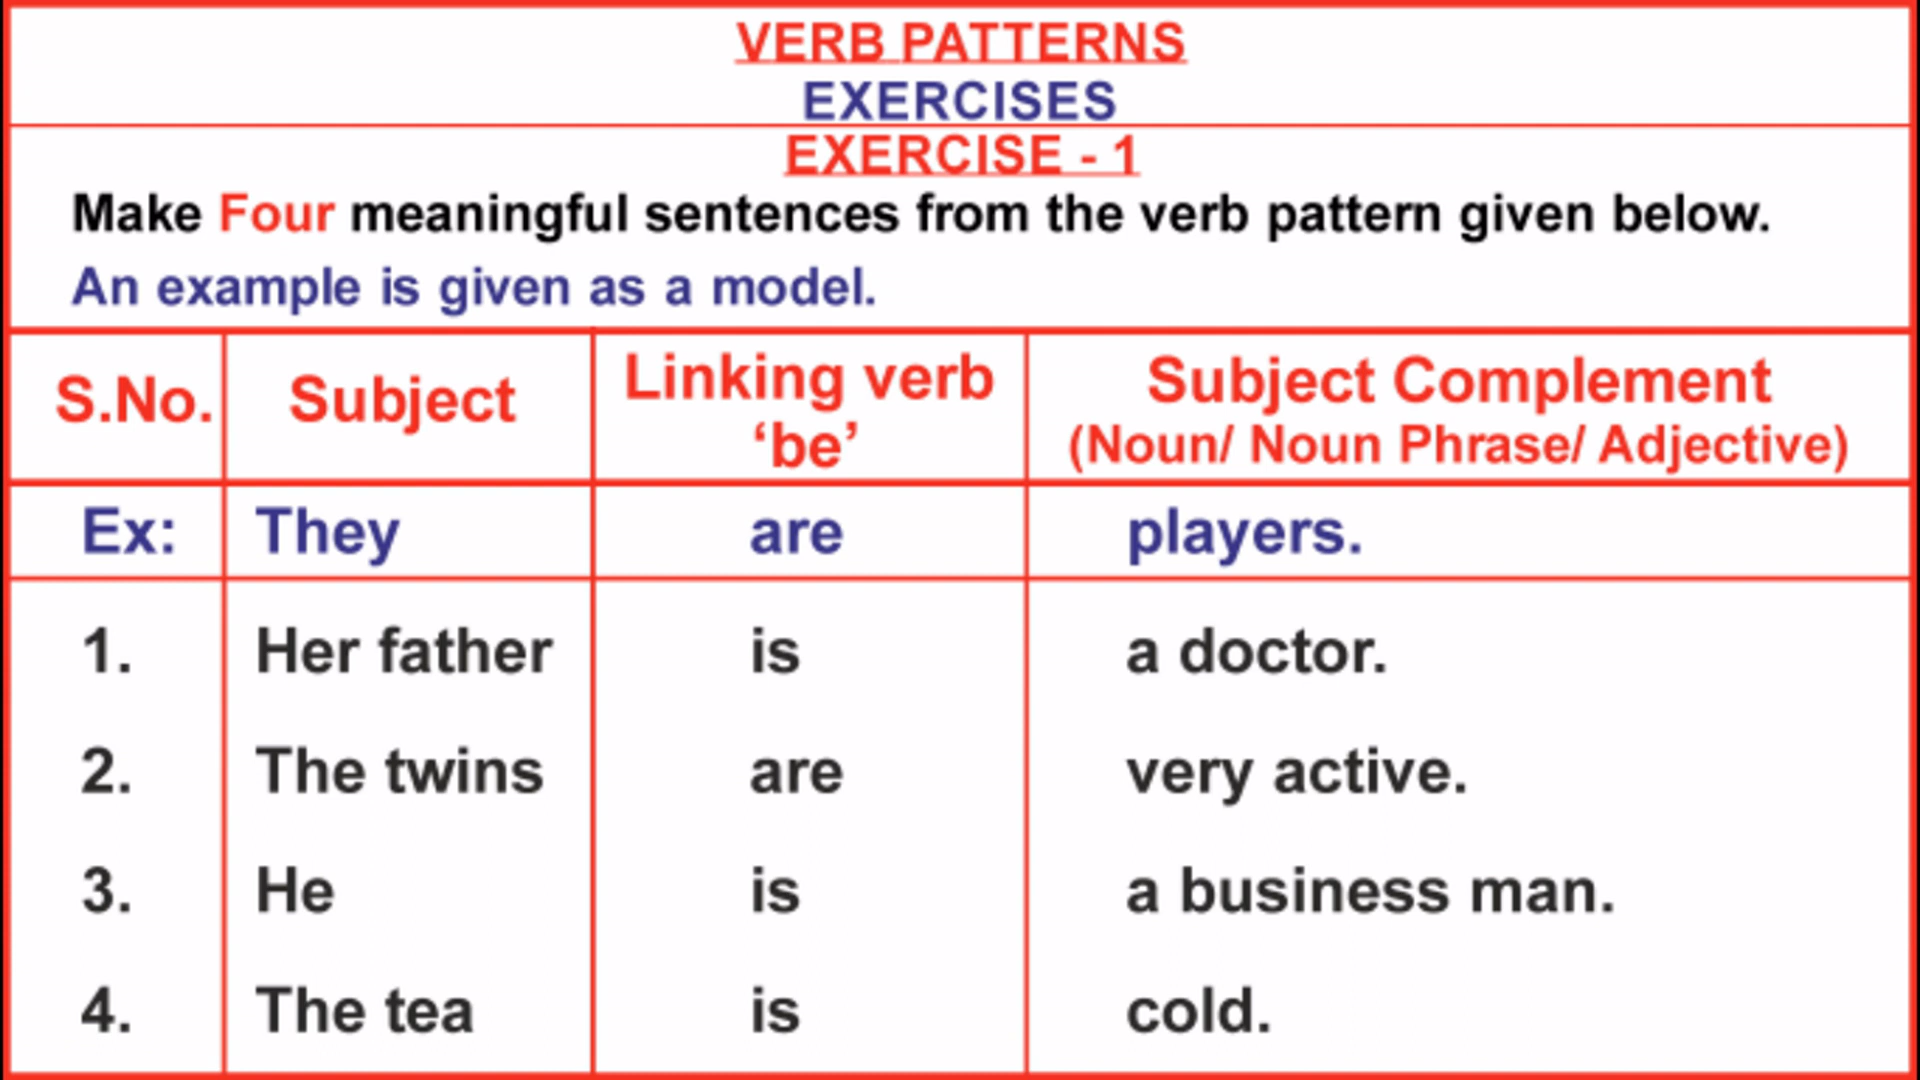 VERB PATTERNS
EXERCISES
EXERCISE - 1
Make Four meaningful sentences from the verb pattern given below.
An example is given as a model.
S.No. Subject Linking verb ‘be’ Subject Complement (Noun/ Noun Phrase/ Adjective)
Ex: They are players.
1. Her father is a doctor.
2. The twins are very active.
3. He is a business man.
4. The tea is cold.